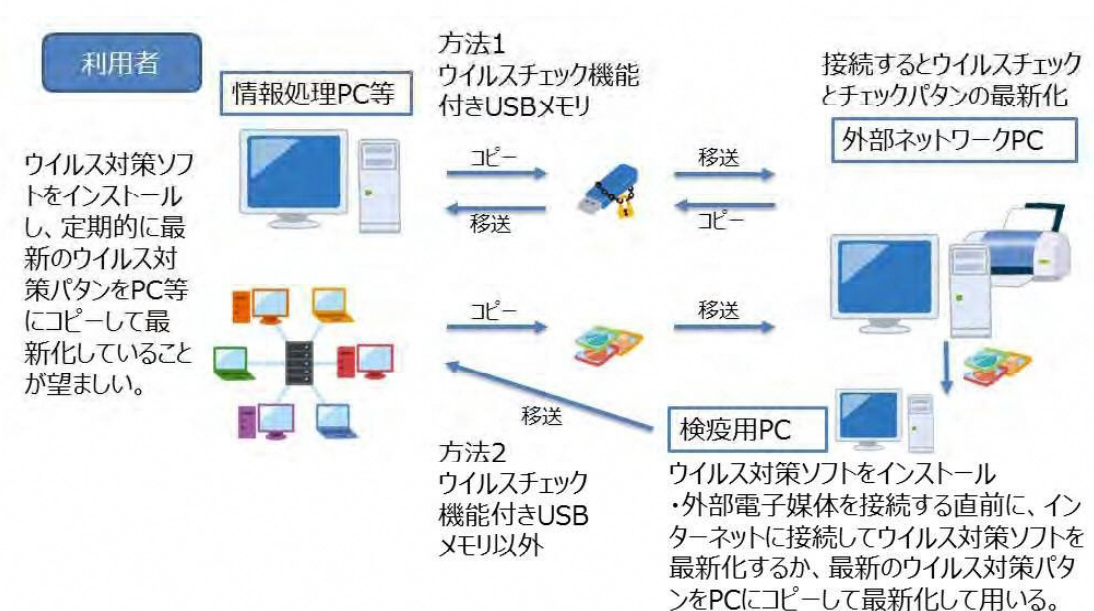 利用者
情報処理PC等
ウイルス対策ソフ
トをインストール
し、定期的に最
新のウイルス対
策パタンをPC等
にコピーして最
新化していること
が望ましい。
方法1
ウイルスチェック機能
付きUSBメモリ
コピー
移送
移送
コピー
接続するとウイルスチェック
とチェックパタンの最新化
外部ネットワークPC
コピー
移送
移送
方法2
ウイルスチェック
機能付きUSB
メモリ以外
検疫用PC
ウイルス対策ソフトをインストール
・外部電子媒体を接続する直前に、イン
ターネットに接続してウイルス対策ソフトを
最新化するか、最新のウイルス対策パタ
ンをPCにコピーして最新化して用いる。